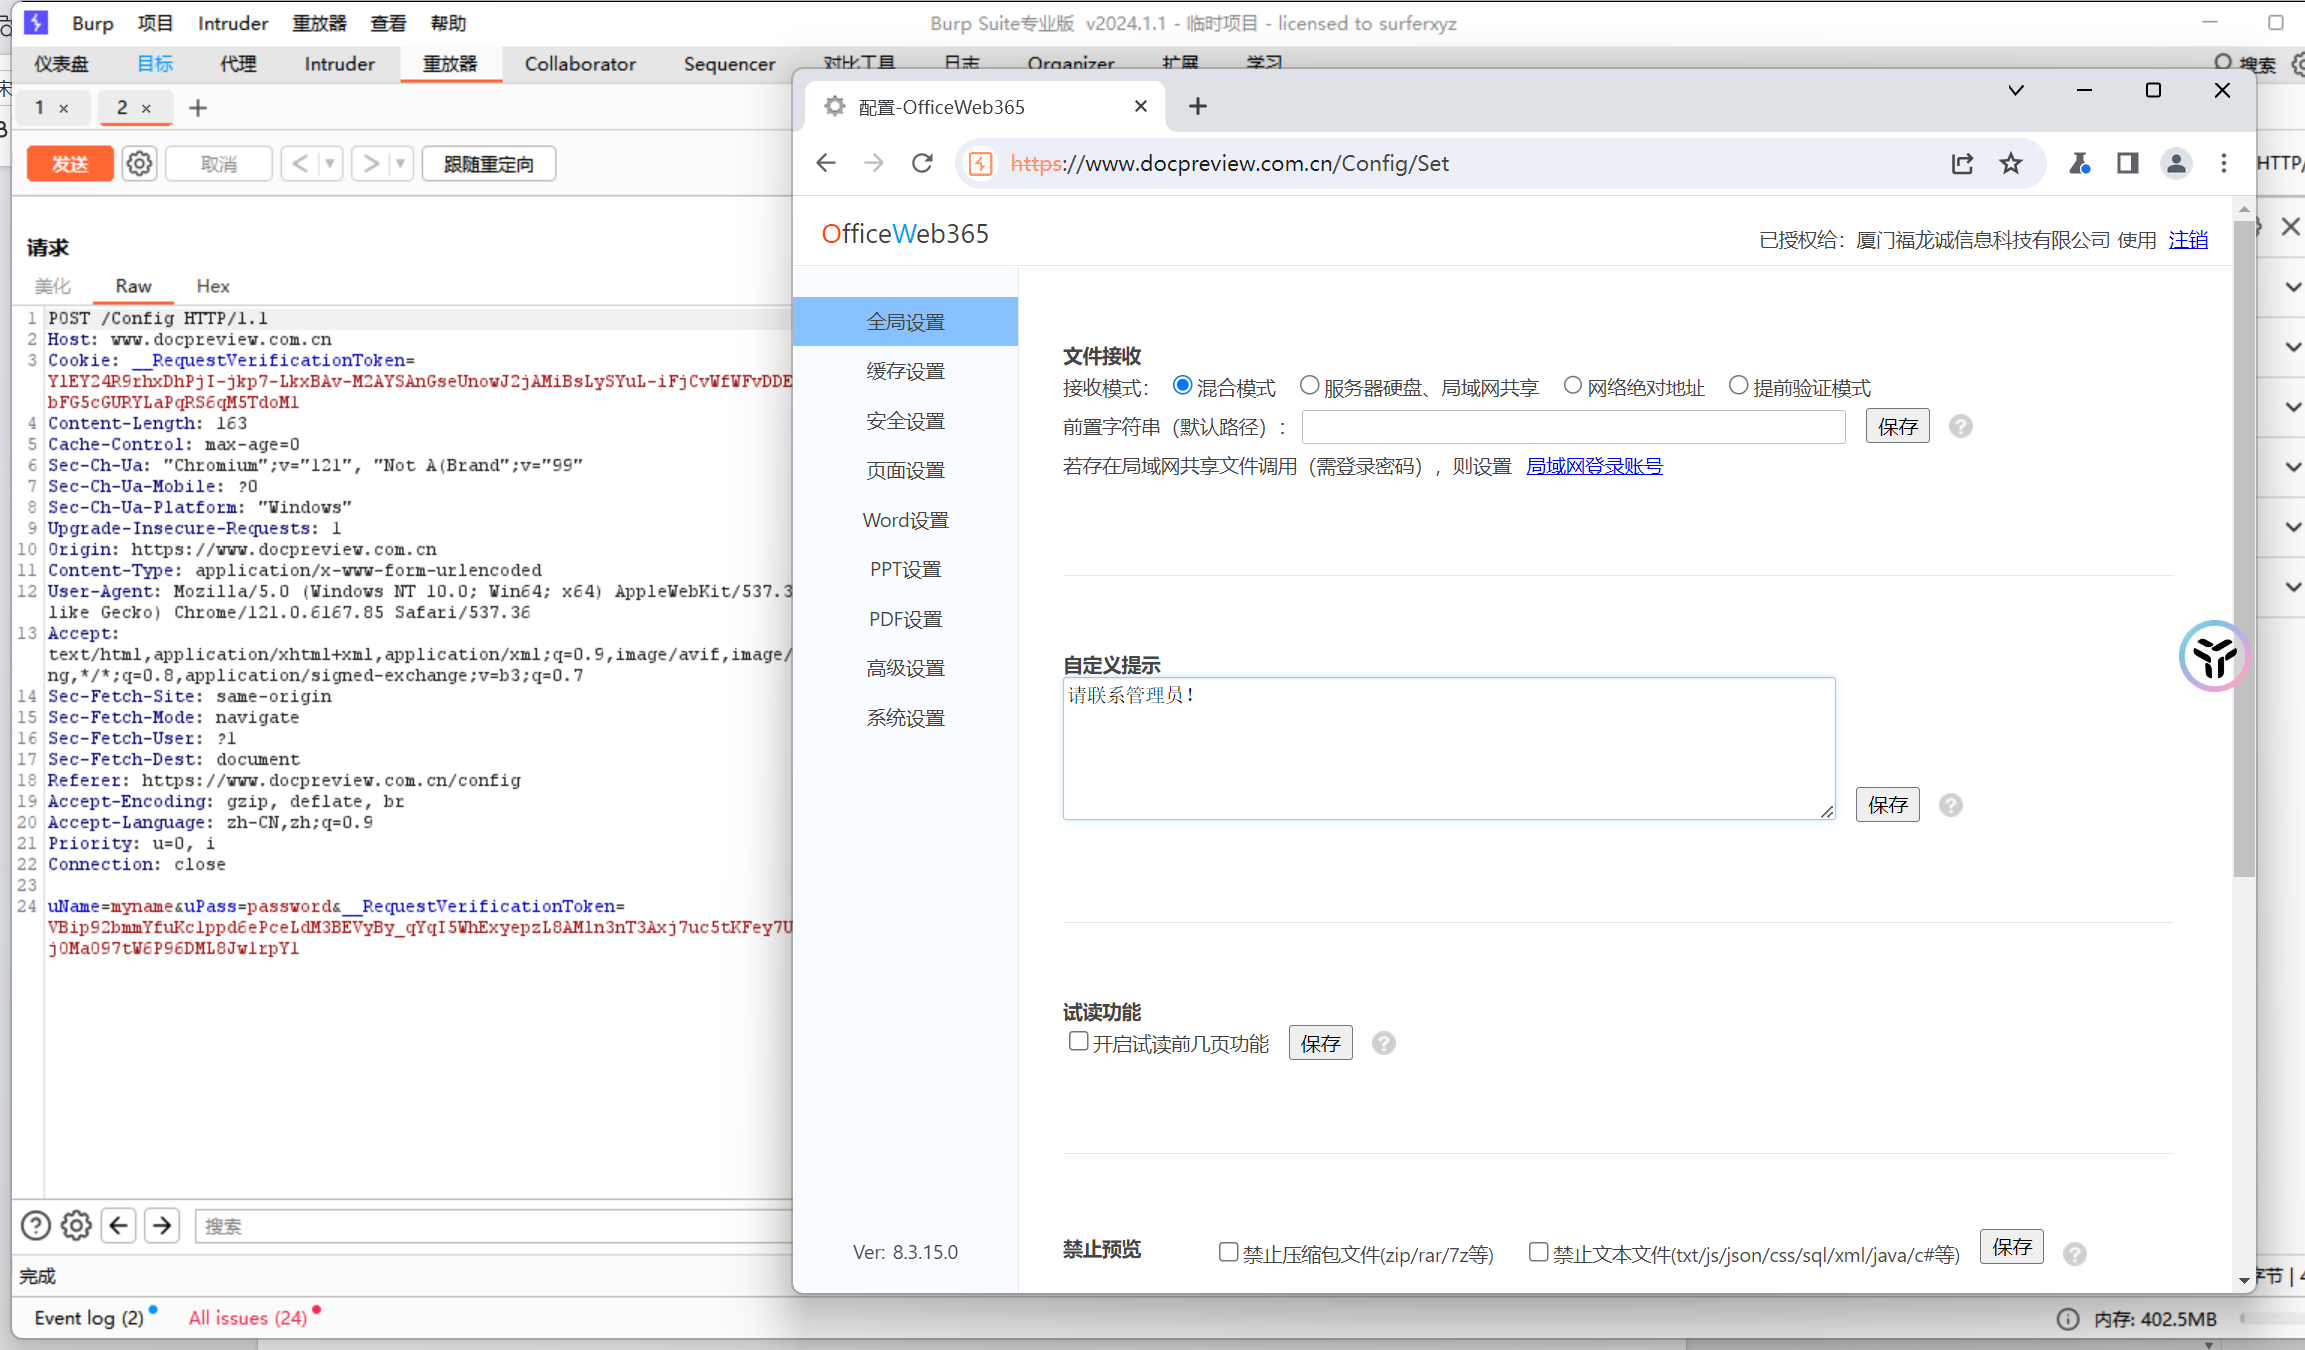 Burp 项目 Intruder 重放器 查看 帮助
Burp Suite专业版 v2024.1.1 - 临时项目 - licensed to surferxyz
仪表盘 目标 代理 Intruder 重放器 Collaborator Sequencer 对比工具 日志 Organizer 扩展 学习
搜索
1 × 2 × +
发送 取消 < > 跟随重定向
HTTP/
请求
美化 Raw Hex
1 POST /Config HTTP/1.1
2 Host: www.docpreview.com.cn
3 Cookie: __RequestVerificationToken=
Y1EY24R9rhxDhPjI-jkp7-LkxBAv-M2AYSAnGseUnowJ2jAMiBsLySYuL-iFjCvWfWFvDDE
bFG5cGURYLaPqRS6qM5TdoM1
4 Content-Length: 163
5 Cache-Control: max-age=0
6 Sec-Ch-Ua: "Chromium";v="121", "Not A(Brand";v="99"
7 Sec-Ch-Ua-Mobile: ?0
8 Sec-Ch-Ua-Platform: "Windows"
9 Upgrade-Insecure-Requests: 1
10 Origin: https://www.docpreview.com.cn
11 Content-Type: application/x-www-form-urlencoded
12 User-Agent: Mozilla/5.0 (Windows NT 10.0; Win64; x64) AppleWebKit/537.3
like Gecko) Chrome/121.0.6167.85 Safari/537.36
13 Accept:
text/html,application/xhtml+xml,application/xml;q=0.9,image/avif,image/
ng,*/*;q=0.8,application/signed-exchange;v=b3;q=0.7
14 Sec-Fetch-Site: same-origin
15 Sec-Fetch-Mode: navigate
16 Sec-Fetch-User: ?1
17 Sec-Fetch-Dest: document
18 Referer: https://www.docpreview.com.cn/config
19 Accept-Encoding: gzip, deflate, br
20 Accept-Language: zh-CN,zh;q=0.9
21 Priority: u=0, i
22 Connection: close
23
24 uName=myname&uPass=password&__RequestVerificationToken=
VBip92bmmYfuKc1ppd6ePceLdM3BEVyBy_qYqI5WhExyepzL8AM1n3nT3Axj7uc5tKFey7U
j0Ma097tW6P96DML8Jw1rpY1
搜索
完成
Event log (2) All issues (24)
内存: 402.5MB
配置-OfficeWeb365
https://www.docpreview.com.cn/Config/Set
OfficeWeb365
已授权给：厦门福龙诚信息科技有限公司 使用 注销
全局设置
缓存设置
安全设置
页面设置
Word设置
PPT设置
PDF设置
高级设置
系统设置
Ver: 8.3.15.0
文件接收
接收模式： 混合模式 服务器硬盘、局域网共享 网络绝对地址 提前验证模式
前置字符串（默认路径）： 保存 ?
若存在局域网共享文件调用（需登录密码），则设置 局域网登录账号
自定义提示
请联系管理员！
保存 ?
试读功能
开启试读前几页功能 保存 ?
禁止预览 禁止压缩包文件(zip/rar/7z等) 禁止文本文件(txt/js/json/css/sql/xml/java/c#等) 保存 ?